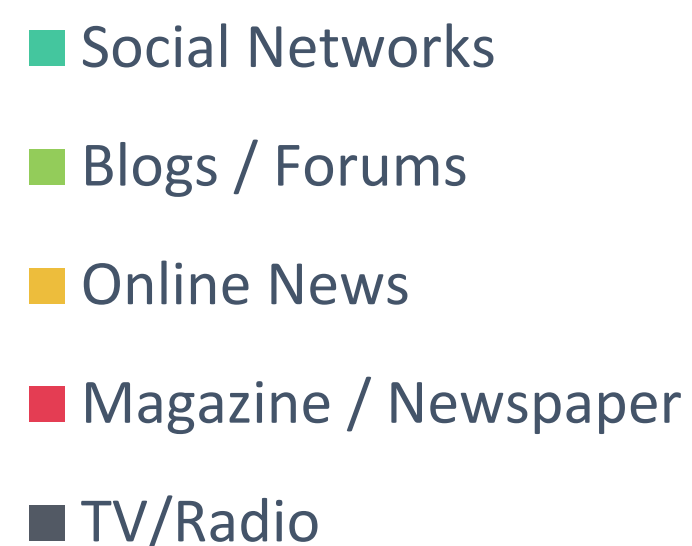 Social Networks
Blogs / Forums
Online News
Magazine / Newspaper
TV/Radio